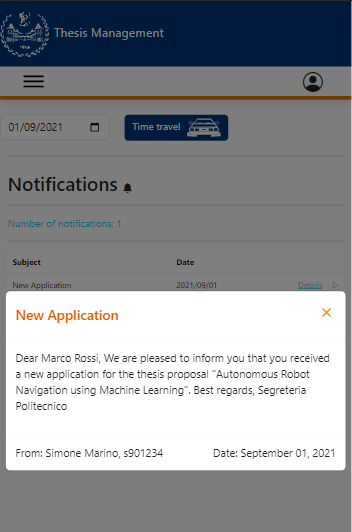 Thesis Management
01/09/2021
Time travel
Notifications
Number of notifications: 1
Subject Date
New Application 2021/09/01 Details
New Application
Dear Marco Rossi, We are pleased to inform you that you received
a new application for the thesis proposal "Autonomous Robot
Navigation using Machine Learning". Best regards, Segreteria
Politecnico
From: Simone Marino, s901234 Date: September 01, 2021